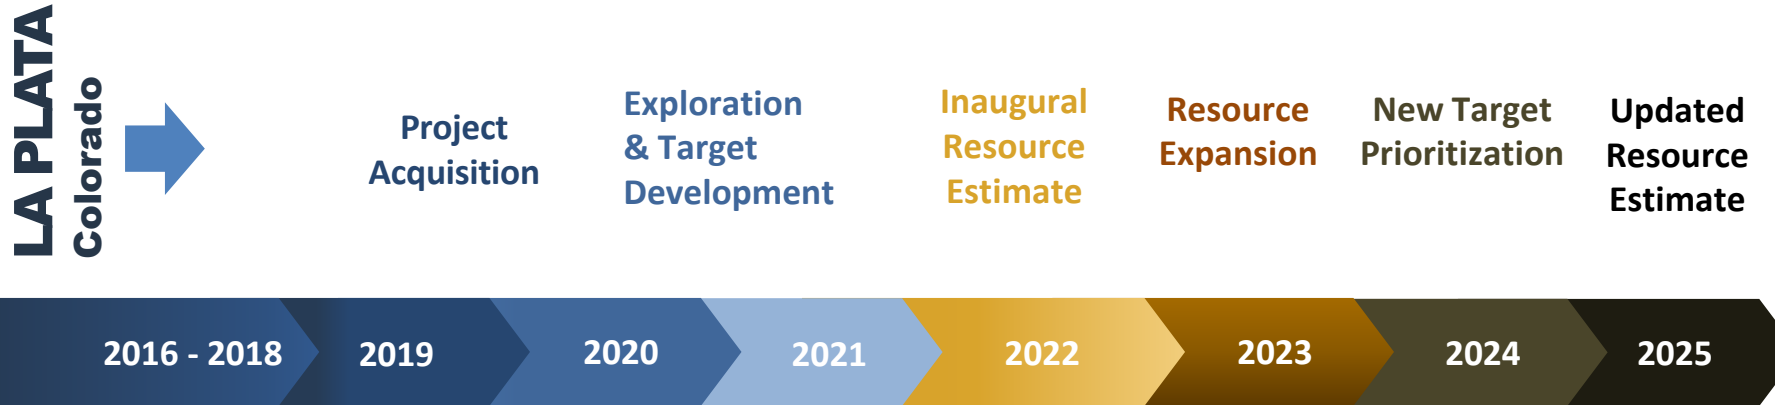 LA PLATA
Colorado
Project
Acquisition
Exploration
& Target
Development
Inaugural
Resource
Estimate
Resource
Expansion
New Target
Prioritization
Updated
Resource
Estimate
2016 - 2018
2019
2020
2021
2022
2023
2024
2025